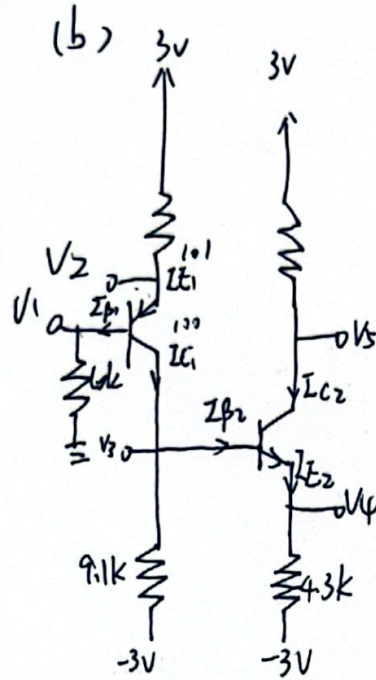 (b)
3V
3V
V2
IE1
101
V1
IB1
100
IC1
V5
IC2
IB2
V3
IE2
V4
9.1k
4.3k
-3V
-3V